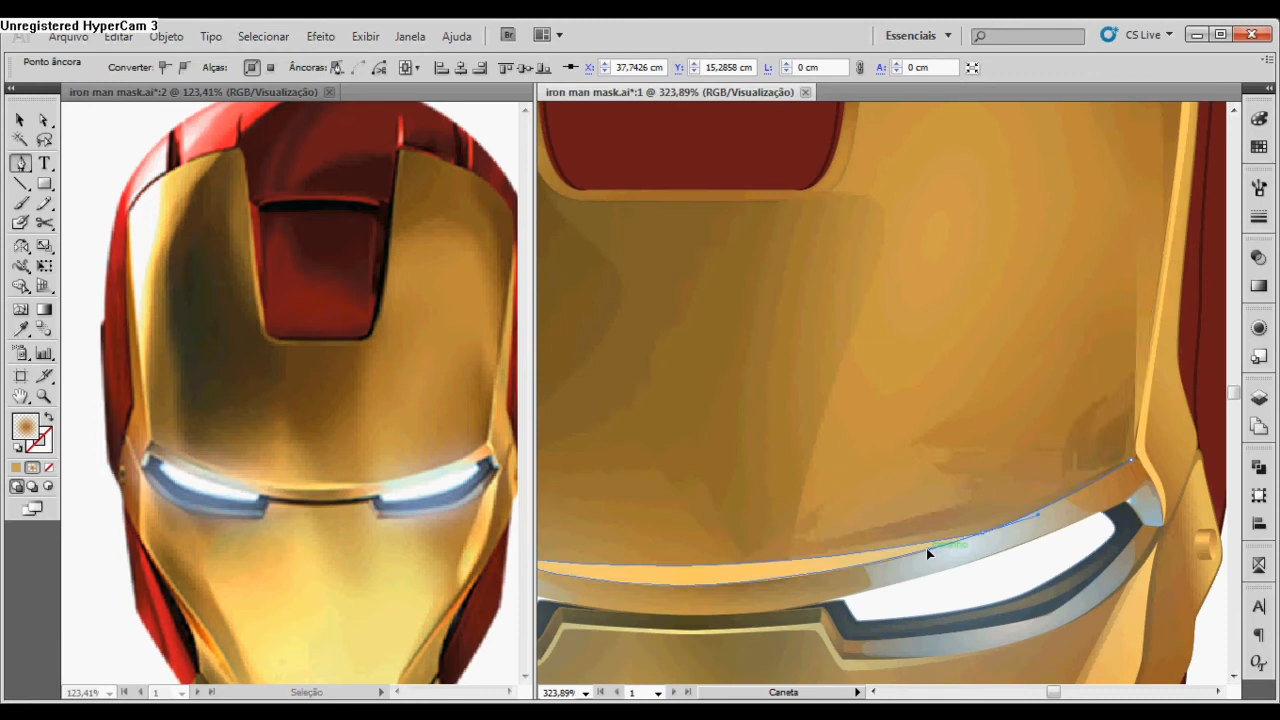 Unregistered HyperCam 3
Arquivo Editar Objeto Tipo Selecionar Efeito Exibir Janela Ajuda Br Essenciais CS Live
Ponto âncora Converter: Alças: Âncoras: X: 37,7426 cm Y: 15,2858 cm L: 0 cm A: 0 cm
iron man mask.ai*:2 @ 123,41% (RGB/Visualização) iron man mask.ai*:1 @ 323,89% (RGB/Visualização)
123,41% 1 Seleção 323,89% 1 Caneta